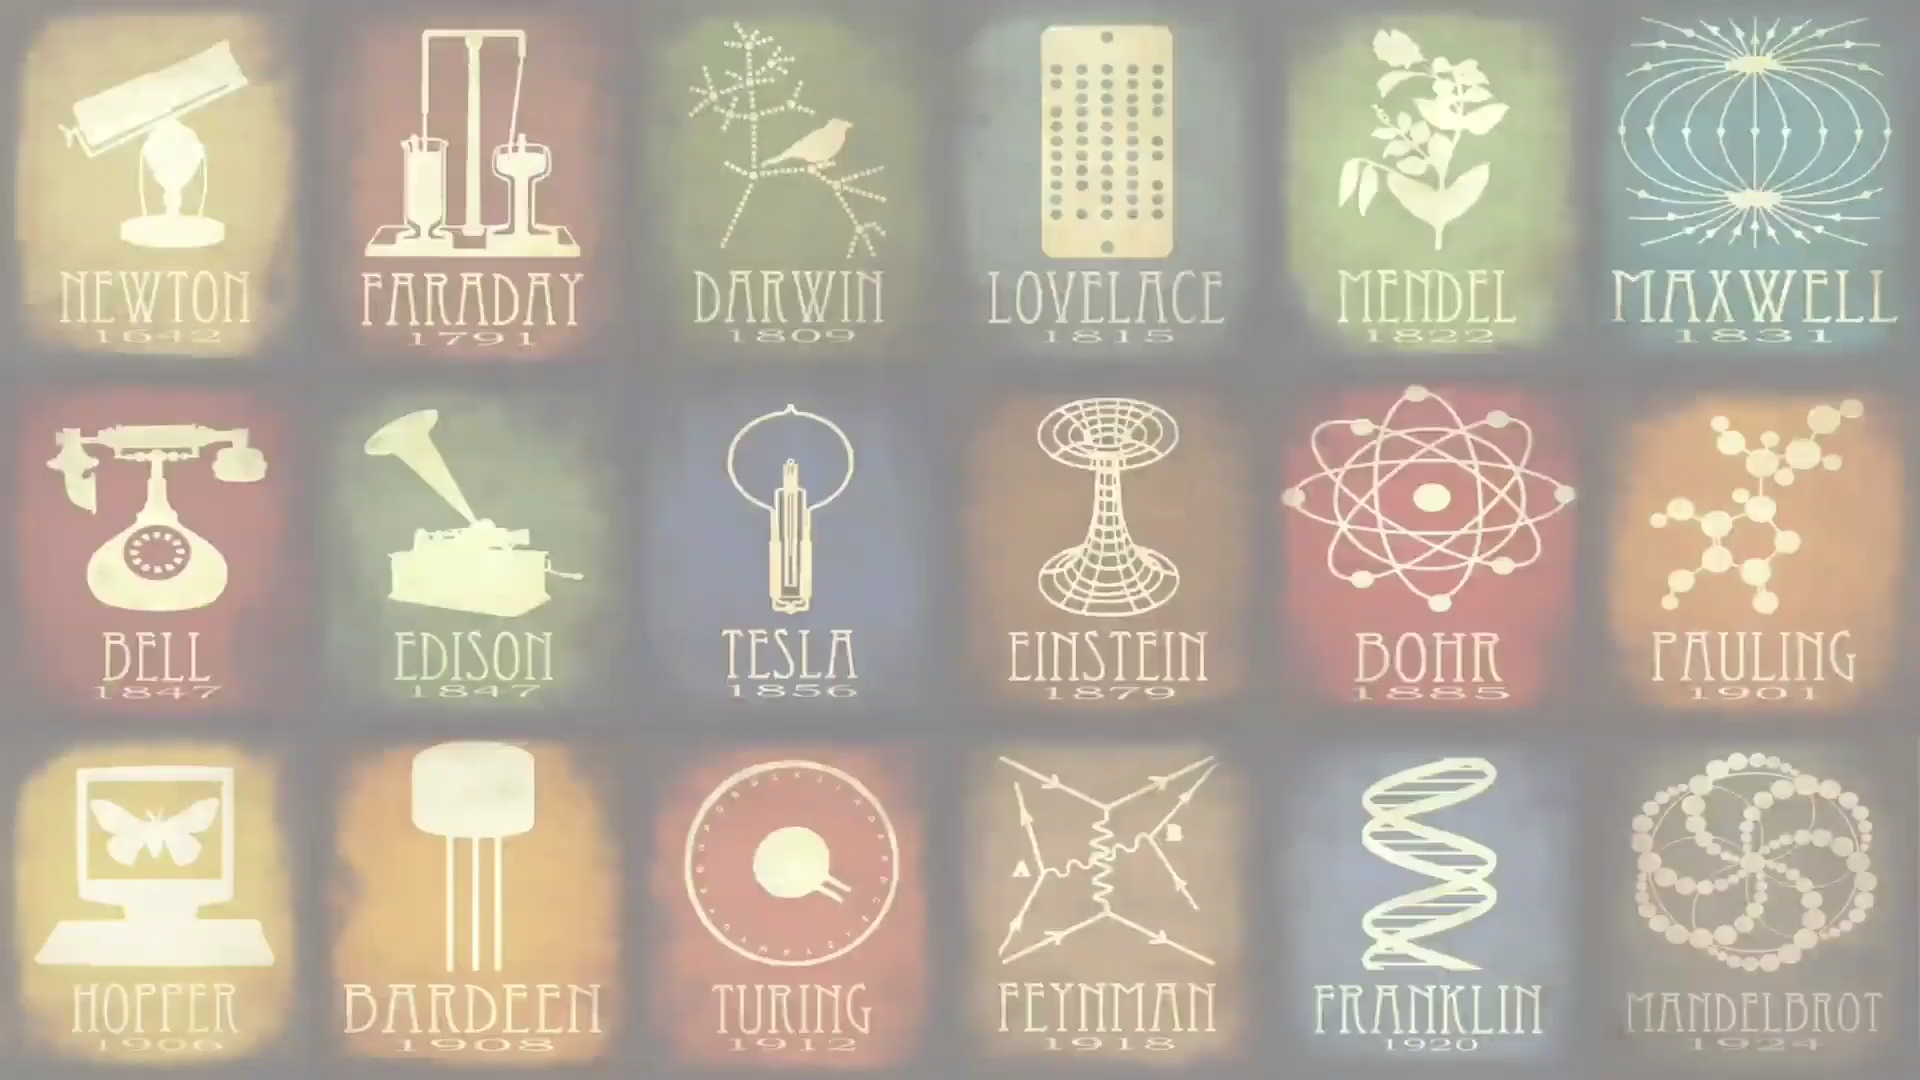 NEWTON
1642
FARADAY
1791
DARWIN
1809
LOVELACE
1815
MENDEL
1822
MAXWELL
1831
BELL
1847
EDISON
1847
TESLA
1856
EINSTEIN
1879
BOHR
1885
PAULING
1901
A
B
HOPPER
1906
BARDEEN
1908
TURING
1912
FEYNMAN
1918
FRANKLIN
1920
MANDELBROT
1924